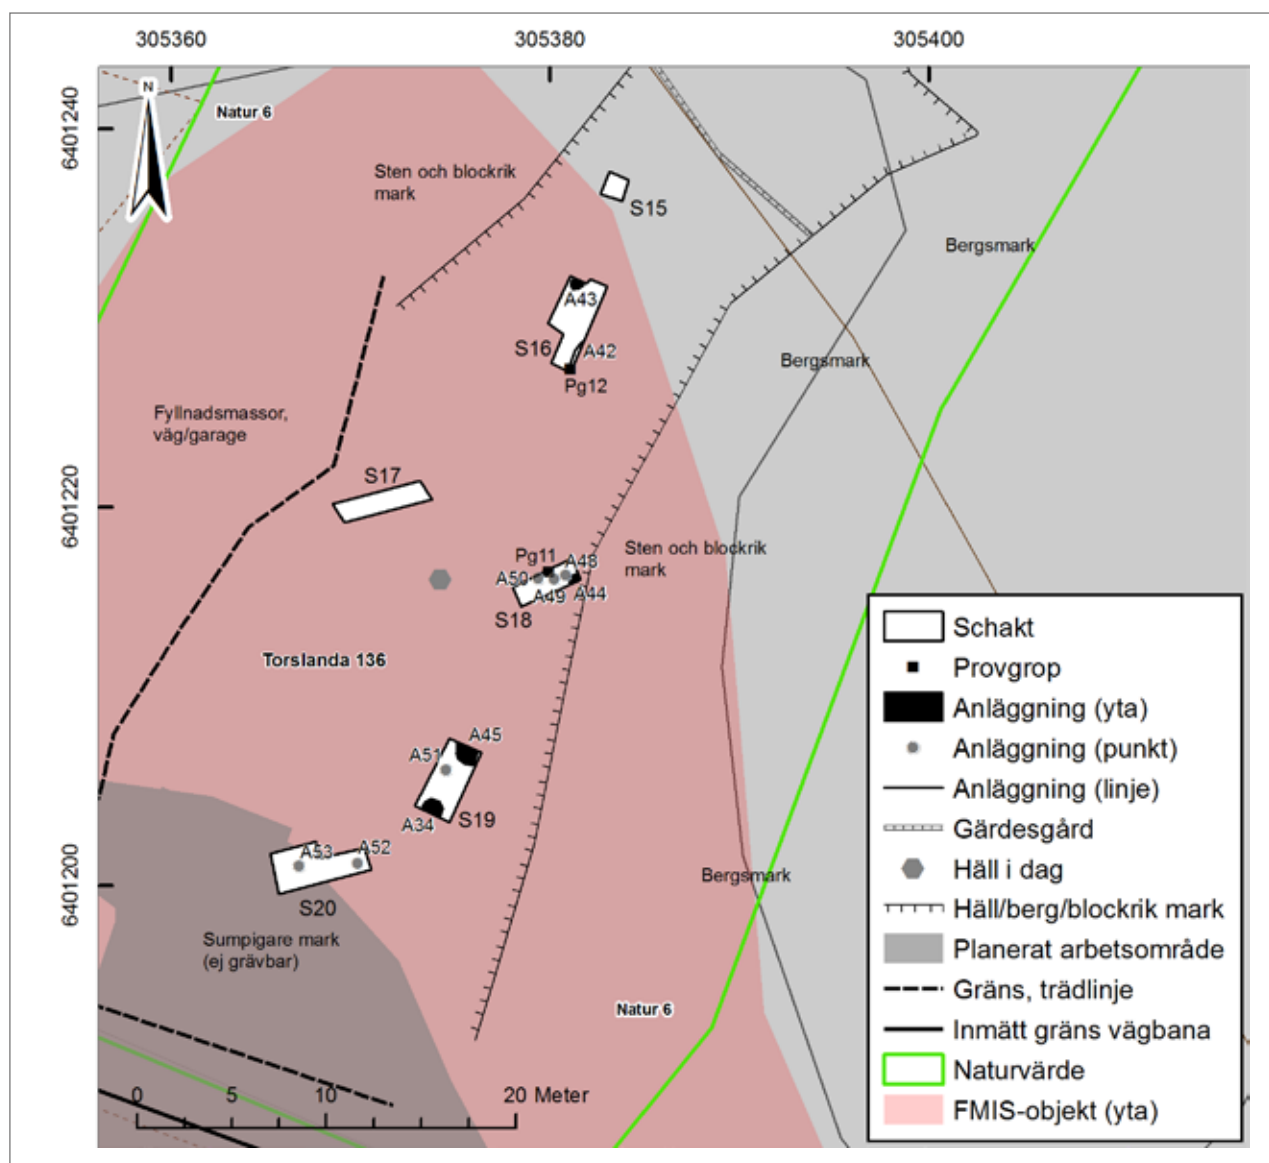 305360
305380
305400
6401240
6401220
6401200
N
Natur 6
Sten och blockrik
mark
S15
Bergsmark
A43
S16
A42
Pg12
Bergsmark
Fyllnadsmassor,
väg/garage
S17
Pg11
A48
A50
A49
A44
S18
Sten och blockrik
mark
Torslanda 136
A45
A51
A34
S19
A53
A52
S20
Bergsmark
Sumpigare mark
(ej grävbar)
Natur 6
0
5
10
20 Meter
Schakt
Provgrop
Anläggning (yta)
Anläggning (punkt)
Anläggning (linje)
Gärdesgård
Häll i dag
Häll/berg/blockrik mark
Planerat arbetsområde
Gräns, trädlinje
Inmätt gräns vägbana
Naturvärde
FMIS-objekt (yta)